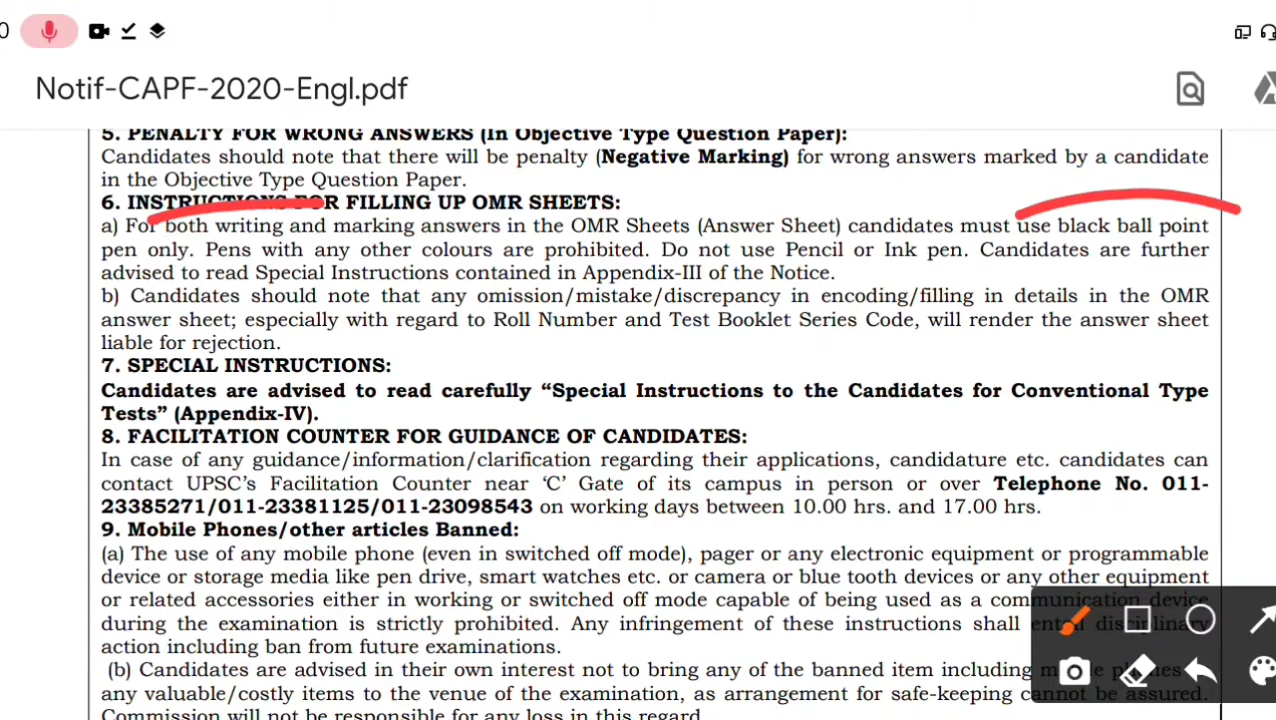 0
Notif-CAPF-2020-Engl.pdf
5. PENALTY FOR WRONG ANSWERS (In Objective Type Question Paper):
Candidates should note that there will be penalty (Negative Marking) for wrong answers marked by a candidate
in the Objective Type Question Paper.
6. INSTRUCTIONS FOR FILLING UP OMR SHEETS:
a) For both writing and marking answers in the OMR Sheets (Answer Sheet) candidates must use black ball point
pen only. Pens with any other colours are prohibited. Do not use Pencil or Ink pen. Candidates are further
advised to read Special Instructions contained in Appendix-III of the Notice.
b) Candidates should note that any omission/mistake/discrepancy in encoding/filling in details in the OMR
answer sheet; especially with regard to Roll Number and Test Booklet Series Code, will render the answer sheet
liable for rejection.
7. SPECIAL INSTRUCTIONS:
Candidates are advised to read carefully “Special Instructions to the Candidates for Conventional Type
Tests” (Appendix-IV).
8. FACILITATION COUNTER FOR GUIDANCE OF CANDIDATES:
In case of any guidance/information/clarification regarding their applications, candidature etc. candidates can
contact UPSC’s Facilitation Counter near ‘C’ Gate of its campus in person or over Telephone No. 011-
23385271/011-23381125/011-23098543 on working days between 10.00 hrs. and 17.00 hrs.
9. Mobile Phones/other articles Banned:
(a) The use of any mobile phone (even in switched off mode), pager or any electronic equipment or programmable
device or storage media like pen drive, smart watches etc. or camera or blue tooth devices or any other equipment
or related accessories either in working or switched off mode capable of being used as a communication device
during the examination is strictly prohibited. Any infringement of these instructions shall entail disciplinary
action including ban from future examinations.
(b) Candidates are advised in their own interest not to bring any of the banned item including mobile phones
any valuable/costly items to the venue of the examination, as arrangement for safe-keeping cannot be assured.
Commission will not be responsible for any loss in this regard.